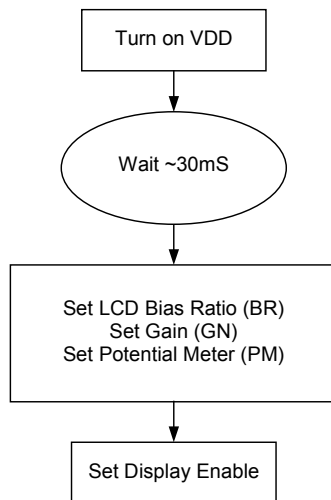 Turn on VDD
Wait ~30mS
Set LCD Bias Ratio (BR)
Set Gain (GN)
Set Potential Meter (PM)
Set Display Enable